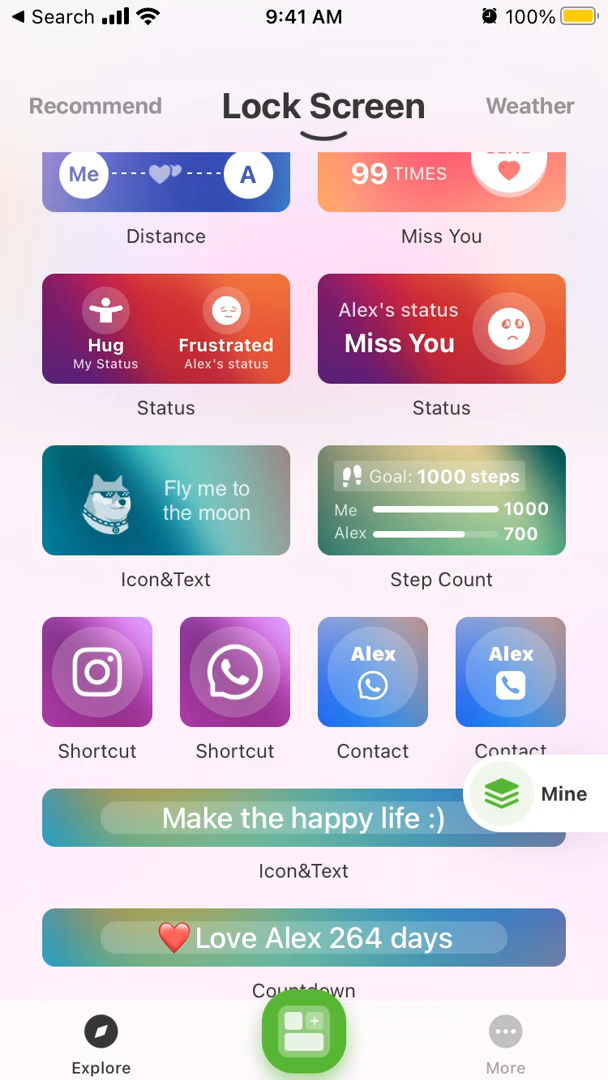 Search
9:41 AM
100%
Recommend
Lock Screen
Weather
Me
A
99 TIMES
Distance
Miss You
Hug
My Status
Frustrated
Alex's status
Alex's status
Miss You
Status
Status
Fly me to
the moon
Goal: 1000 steps
Me
1000
Alex
700
Icon&Text
Step Count
Alex
Alex
Shortcut
Shortcut
Contact
Contact
Mine
Make the happy life :)
Icon&Text
❤️Love Alex 264 days
Countdown
Explore
More